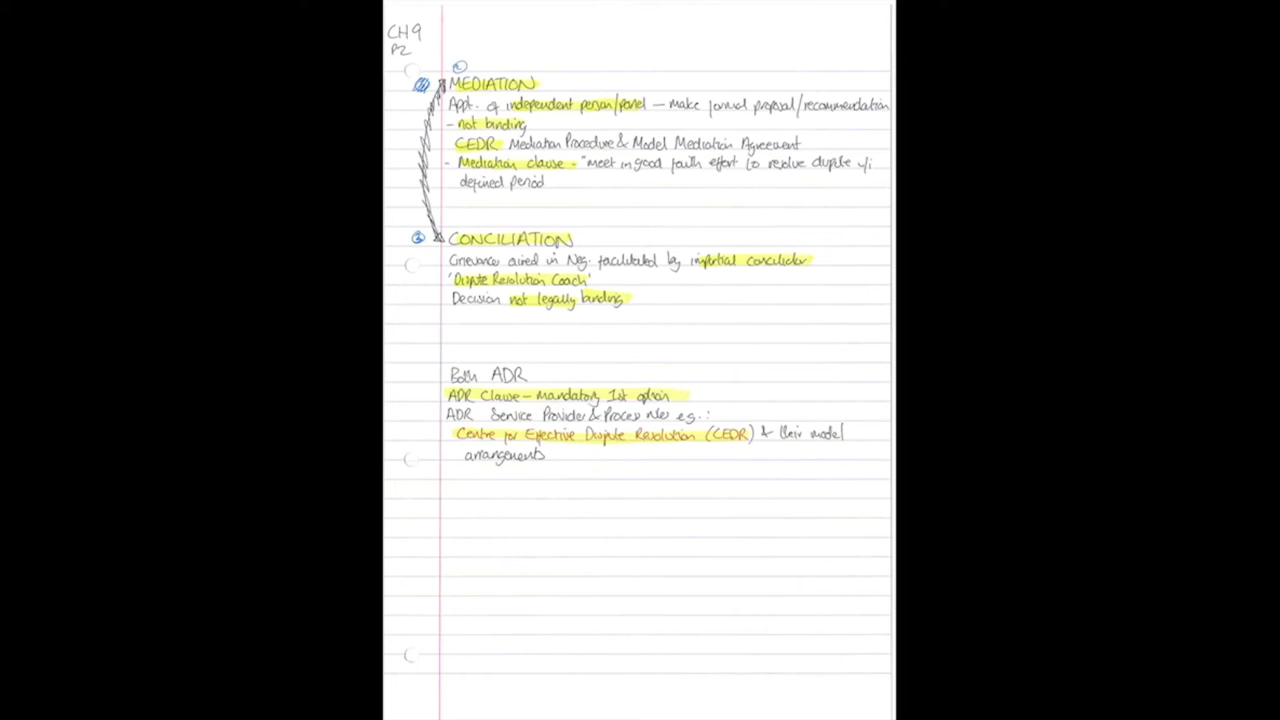 CH9
P2
②
MEDIATION
Appt. of independent person/panel — make formal proposal/recommendation
- not binding
CEDR Mediation Procedure & Model Mediation Agreement
- Mediation clause - "meet in good faith effort to resolve dispute w/i
defined period
② CONCILIATION
Grievance aired in Neg. facilitated by impartial conciliator
'Dispute Resolution Coach'
Decision not legally binding
Both ADR
ADR Clause - mandatory 1st option
ADR Service Provider & Process rules e.g.:
Centre for Effective Dispute Resolution (CEDR) & their model
arrangements